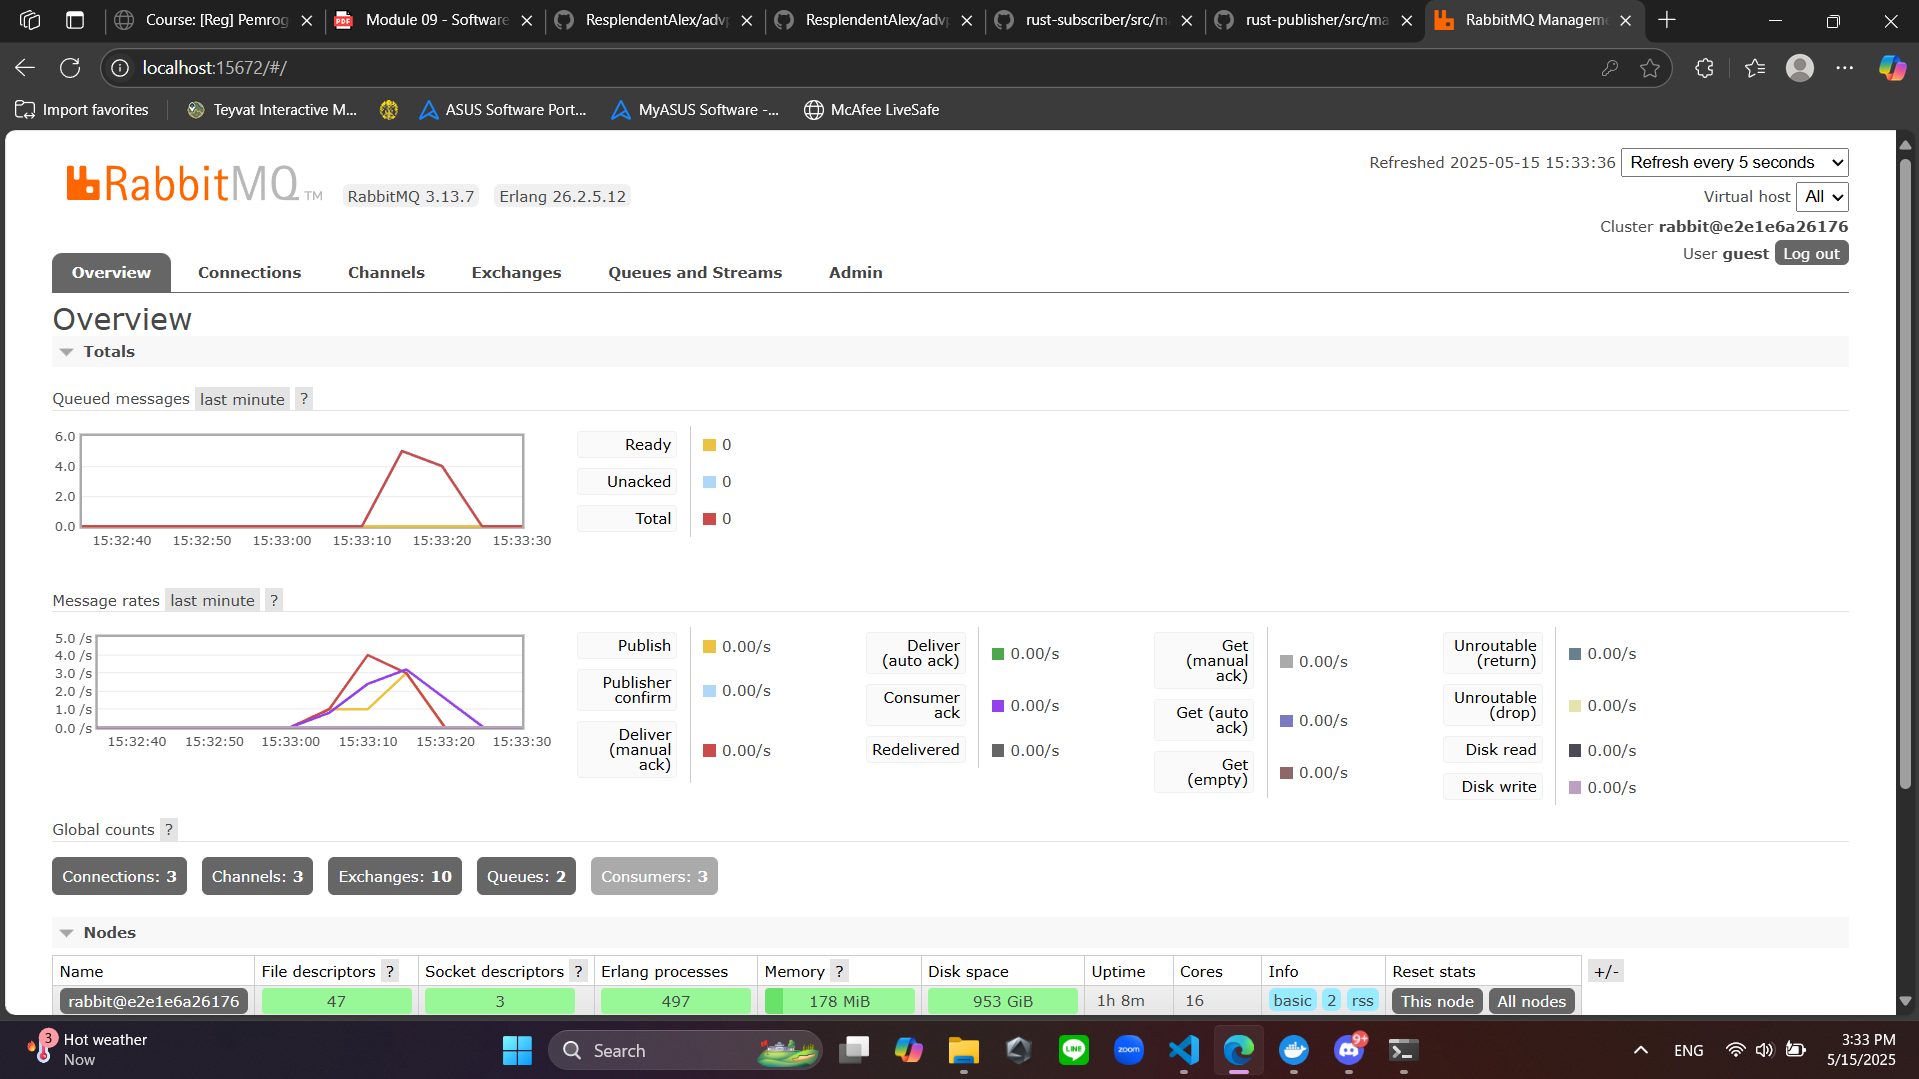 Course: [Reg] Pemrog
Module 09 - Software
ResplendentAlex/advp
ResplendentAlex/advp
rust-subscriber/src/m
rust-publisher/src/ma
RabbitMQ Managem
localhost:15672/#/
Import favorites
Teyvat Interactive M...
ASUS Software Port...
MyASUS Software -...
McAfee LiveSafe
RabbitMQ TM
RabbitMQ 3.13.7
Erlang 26.2.5.12
Refreshed 2025-05-15 15:33:36
Refresh every 5 seconds
Virtual host
All
Cluster rabbit@e2e1e6a26176
User guest
Log out
Overview
Connections
Channels
Exchanges
Queues and Streams
Admin
Overview
Totals
Queued messages last minute ?
6.0
4.0
2.0
0.0
15:32:40 15:32:50 15:33:00 15:33:10 15:33:20 15:33:30
Ready 0
Unacked 0
Total 0
Message rates last minute ?
5.0 /s
4.0 /s
3.0 /s
2.0 /s
1.0 /s
0.0 /s
15:32:40 15:32:50 15:33:00 15:33:10 15:33:20 15:33:30
Publish 0.00/s
Publisher
confirm 0.00/s
Deliver
(manual
ack) 0.00/s
Deliver
(auto ack) 0.00/s
Consumer
ack 0.00/s
Redelivered 0.00/s
Get
(manual
ack) 0.00/s
Get (auto
ack) 0.00/s
Get
(empty) 0.00/s
Unroutable
(return) 0.00/s
Unroutable
(drop) 0.00/s
Disk read 0.00/s
Disk write 0.00/s
Global counts ?
Connections: 3
Channels: 3
Exchanges: 10
Queues: 2
Consumers: 3
Nodes
Name File descriptors ? Socket descriptors ? Erlang processes Memory ? Disk space Uptime Cores Info Reset stats +/-
rabbit@e2e1e6a26176 47 3 497 178 MiB 953 GiB 1h 8m 16 basic 2 rss This node All nodes
3
Hot weather
Now
Search
LINE
zoom
9+
ENG
3:33 PM
5/15/2025